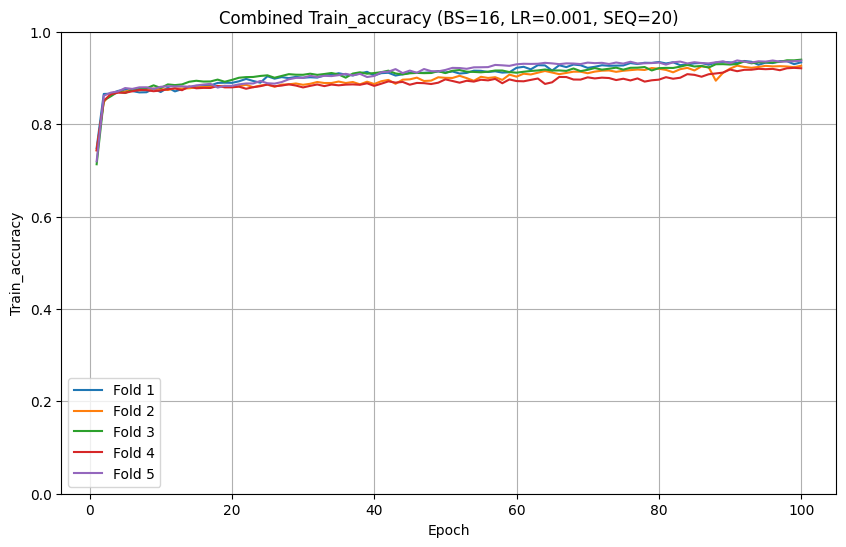 Combined Train_accuracy (BS=16, LR=0.001, SEQ=20)
Train_accuracy
1.0
0.8
0.6
0.4
0.2
0.0
Fold 1
Fold 2
Fold 3
Fold 4
Fold 5
0 20 40 60 80 100
Epoch